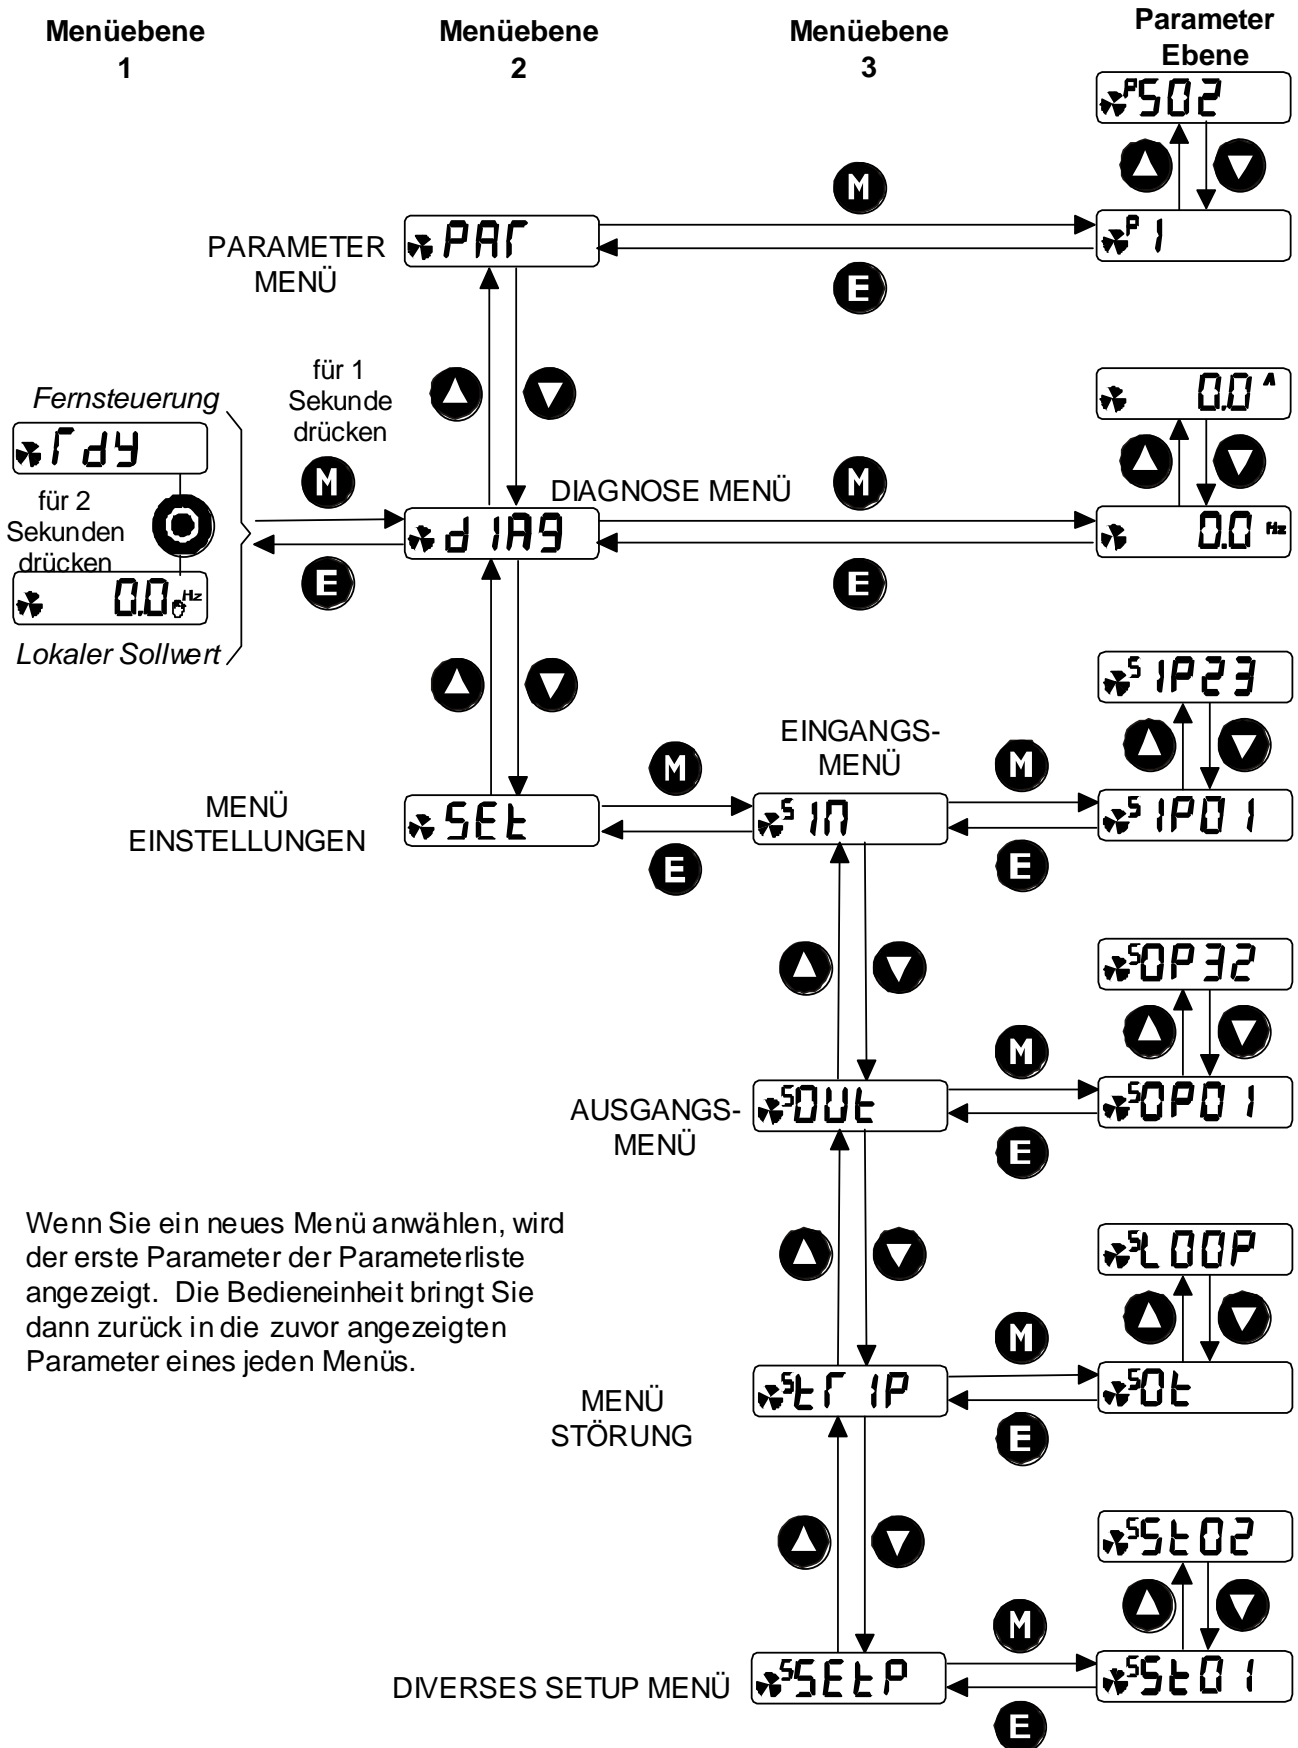 Menüebene
1
Menüebene
2
Menüebene
3
Parameter
Ebene
PS02
M
PARAMETER
MENÜ
PAr
P1
E
für 1
Sekunde
drücken
Fernsteuerung
rdy
für 2
Sekunden
drücken
0.0 Hz
Lokaler Sollwert
M
E
DIAGNOSE MENÜ
dIAg
M
E
0.0 A
0.0 Hz
MENÜ
EINSTELLUNGEN
SEt
M
E
EINGANGS-
MENÜ
S In
M
E
S IP23
S IP01
AUSGANGS-
MENÜ
S OUt
M
E
S OP32
S OP01
Wenn Sie ein neues Menü anwählen, wird
der erste Parameter der Parameterliste
angezeigt. Die Bedieneinheit bringt Sie
dann zurück in die zuvor angezeigten
Parameter eines jeden Menüs.
MENÜ
STÖRUNG
S trIP
M
E
S LOOP
S Ot
DIVERSES SETUP MENÜ
S SEtP
M
E
S St02
S St01